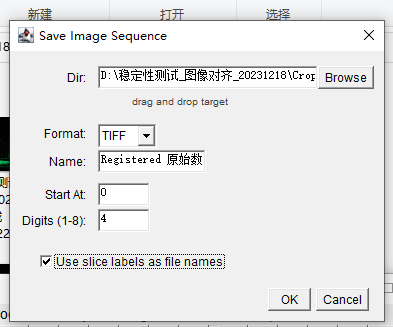 新建 打开 选择
Save Image Sequence
Dir: D:\稳定性测试_图像对齐_20231218\Crop Browse
drag and drop target
Format: TIFF
Name: Registered 原始数
Start At: 0
Digits (1-8): 4
Use slice labels as file names
OK Cancel